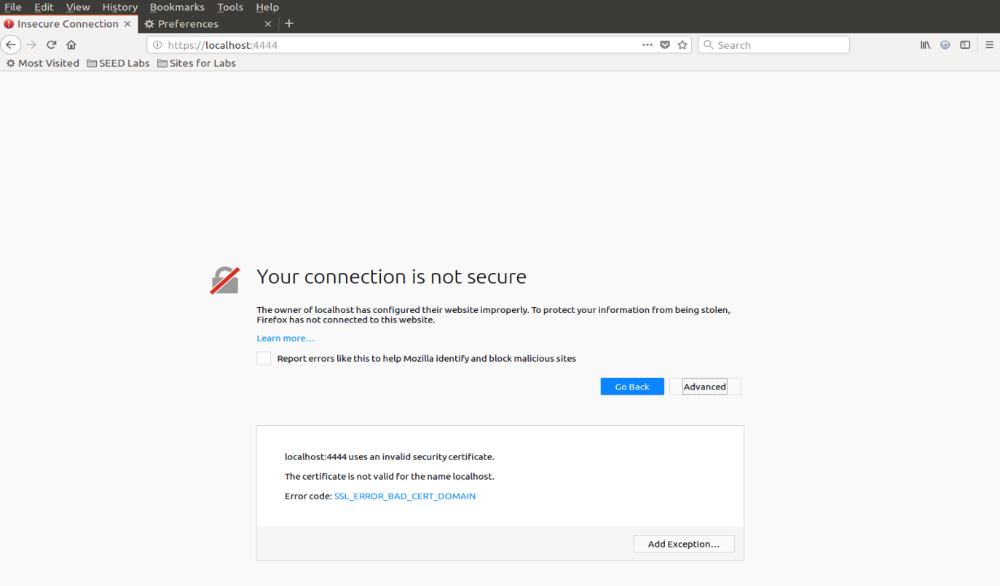 File Edit View History Bookmarks Tools Help
Insecure Connection Preferences
https://localhost:4444 Search
Most Visited SEED Labs Sites for Labs
Your connection is not secure
The owner of localhost has configured their website improperly. To protect your information from being stolen,
Firefox has not connected to this website.
Learn more…
Report errors like this to help Mozilla identify and block malicious sites
Go Back Advanced
localhost:4444 uses an invalid security certificate.
The certificate is not valid for the name localhost.
Error code: SSL_ERROR_BAD_CERT_DOMAIN
Add Exception…